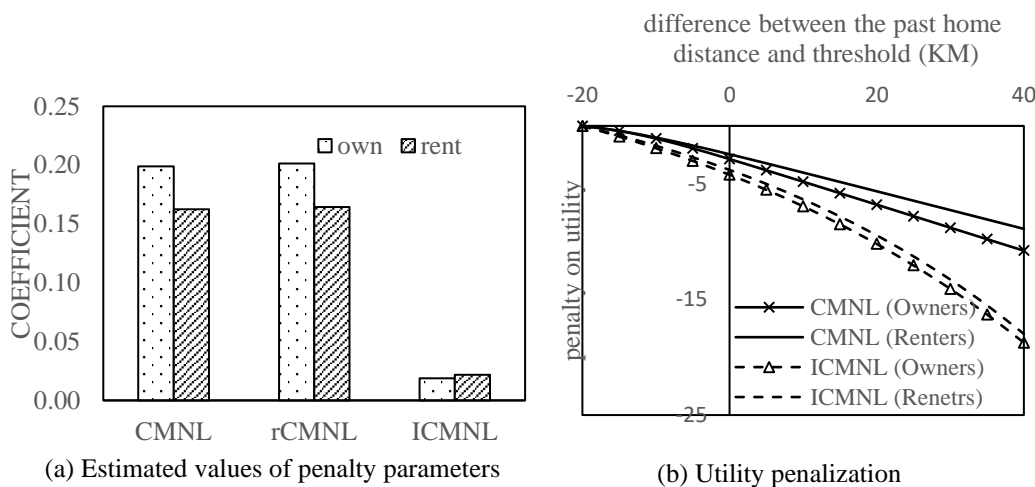 0.25
0.20
0.15
0.10
0.05
0.00
COEFFICIENT
own
rent
CMNL
rCMNL
ICMNL
(a) Estimated values of penalty parameters
difference between the past home
distance and threshold (KM)
-20
0
20
40
-5
-15
-25
penalty on utility
CMNL (Owners)
CMNL (Renters)
ICMNL (Owners)
ICMNL (Renetrs)
(b) Utility penalization